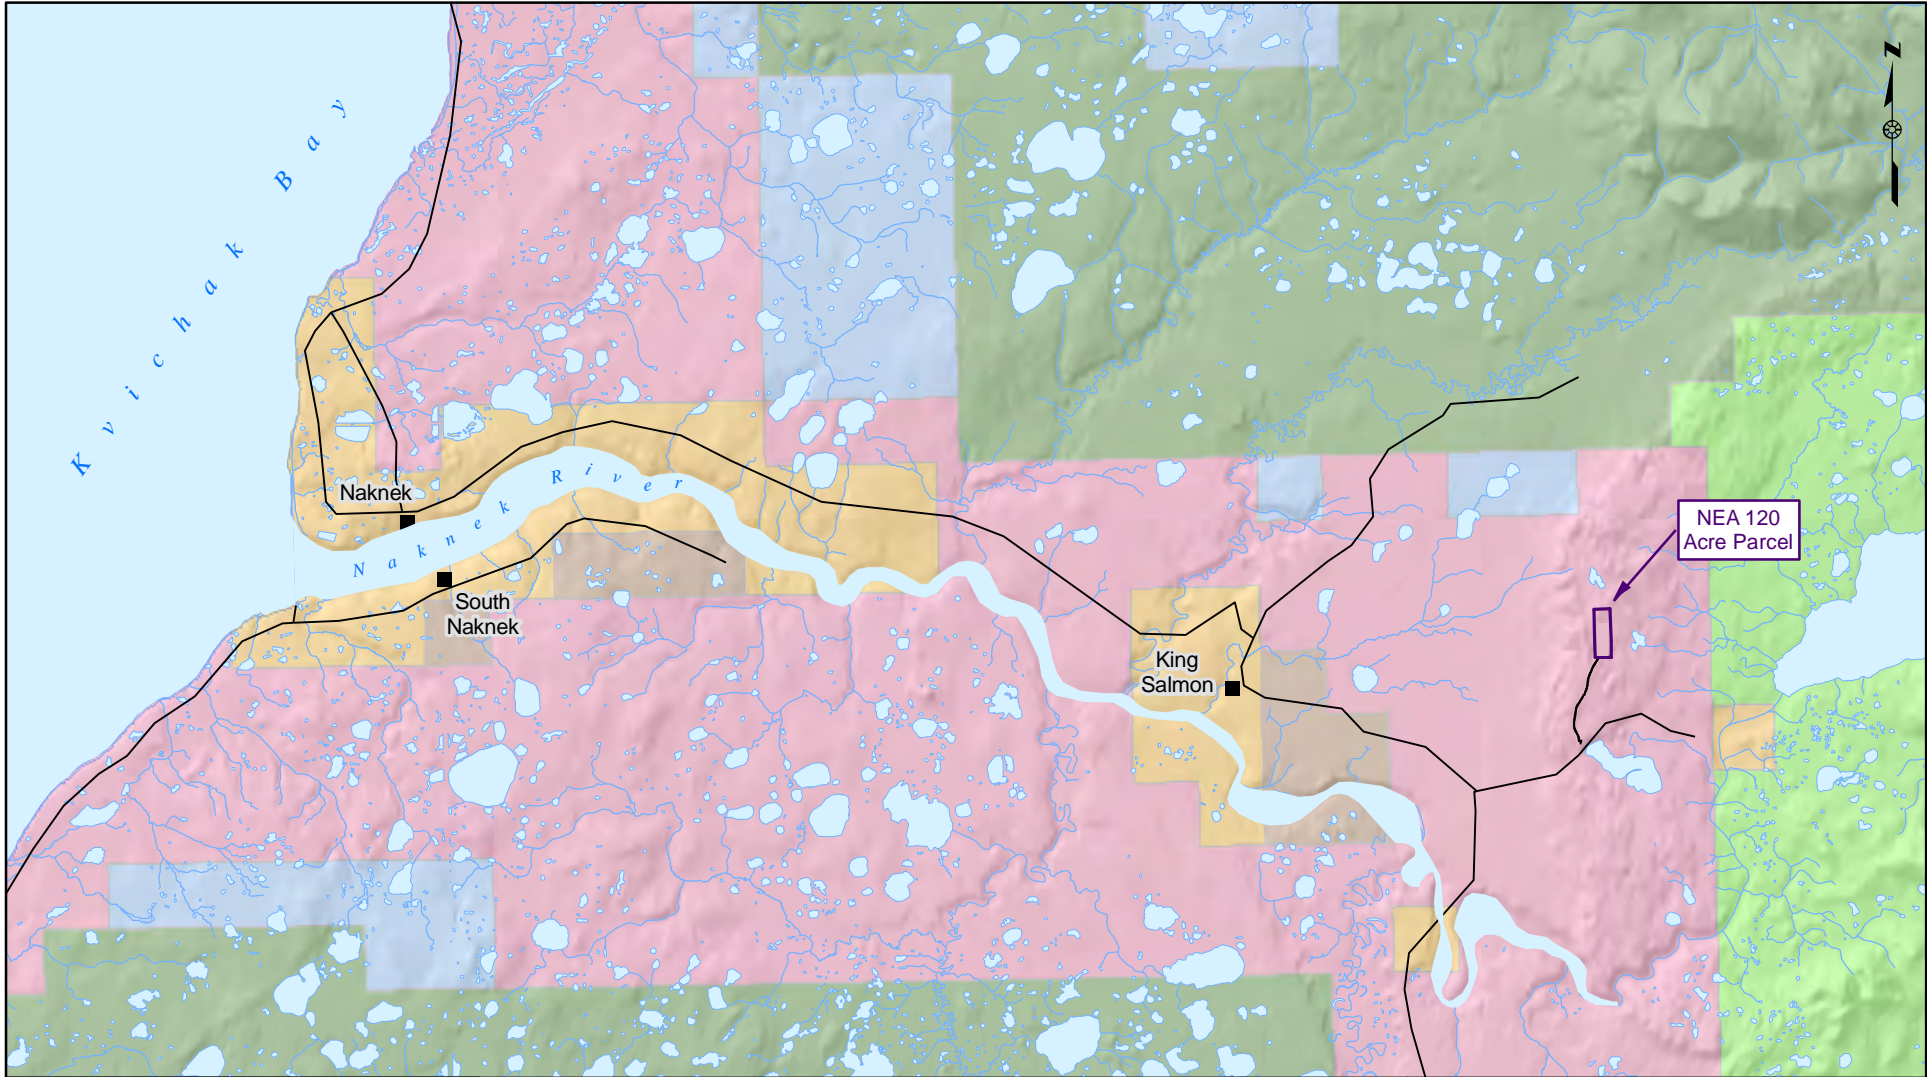 N
Kvichak Bay
Naknek River
Naknek
South
Naknek
King
Salmon
NEA 120
Acre Parcel